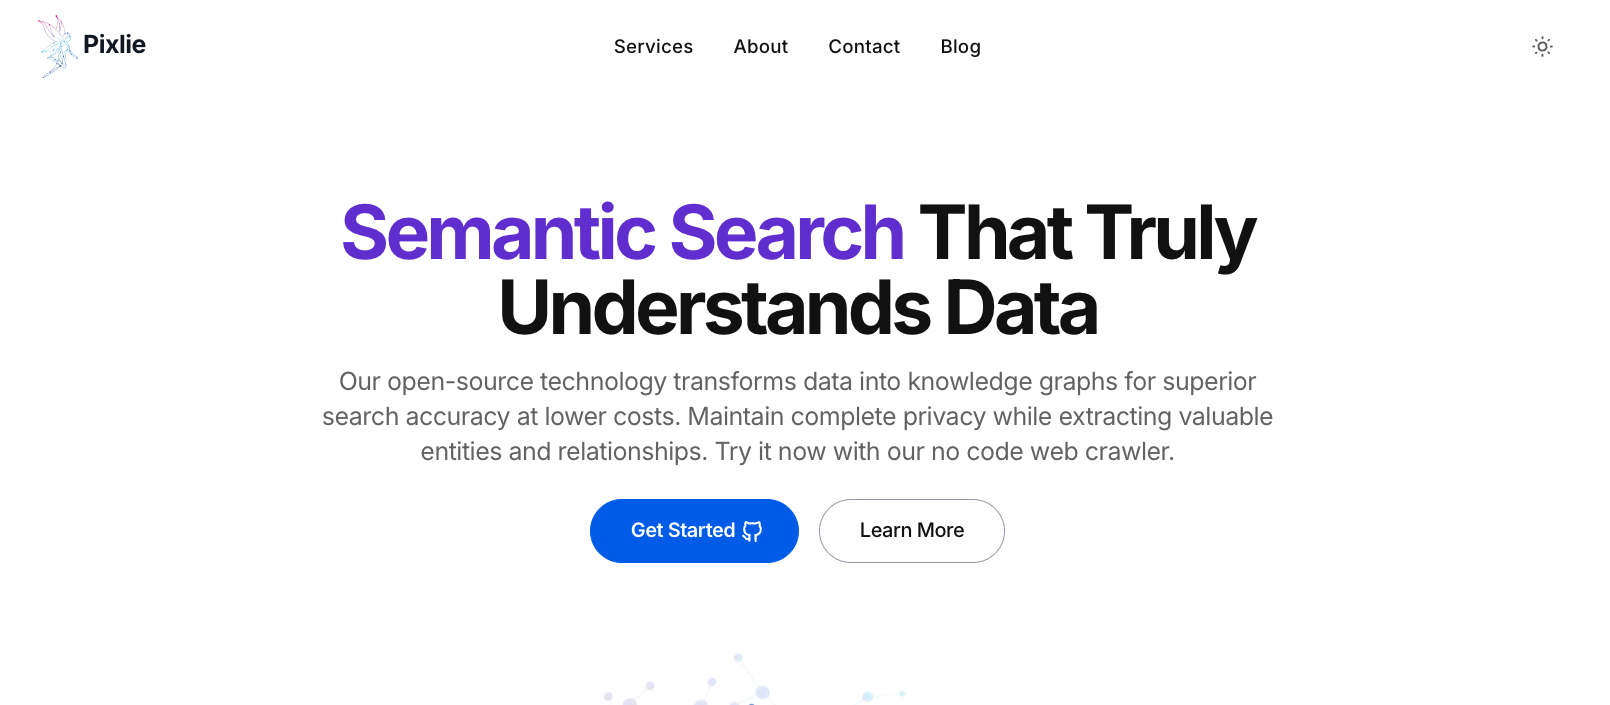 Pixlie
Services
About
Contact
Blog
Semantic Search That Truly
Understands Data
Our open-source technology transforms data into knowledge graphs for superior
search accuracy at lower costs. Maintain complete privacy while extracting valuable
entities and relationships. Try it now with our no code web crawler.
Get Started
Learn More